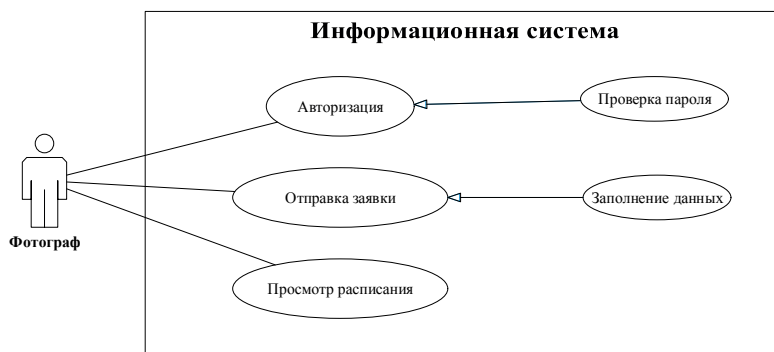 Информационная система
Авторизация
Проверка пароля
Отправка заявки
Заполнение данных
Фотограф
Просмотр расписания